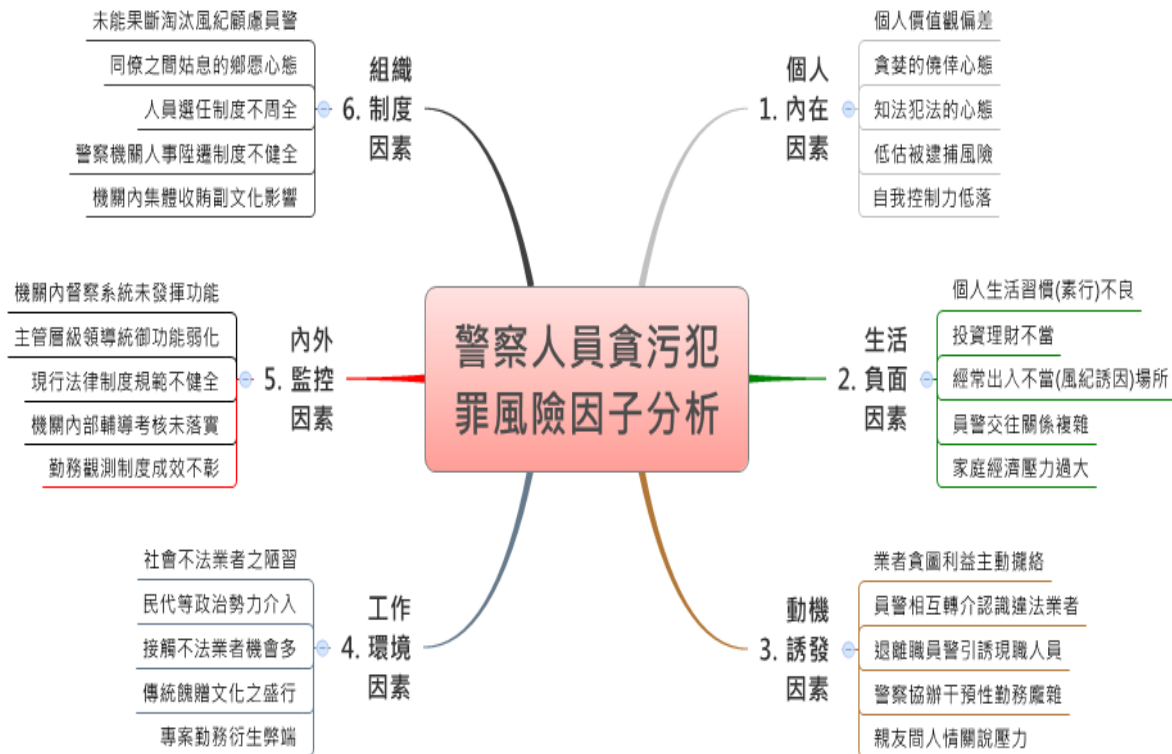 警察人員貪污犯
罪風險因子分析
1. 個人
內在
因素
個人價值觀偏差
貪婪的僥倖心態
知法犯法的心態
低估被逮捕風險
自我控制力低落
2. 生活
負面
因素
個人生活習慣(素行)不良
投資理財不當
經常出入不當(風紀誘因)場所
員警交往關係複雜
家庭經濟壓力過大
3. 動機
誘發
因素
業者貪圖利益主動攏絡
員警相互轉介認識違法業者
退離職員警引誘現職人員
警察協辦干預性勤務龐雜
親友間人情關說壓力
4. 工作
環境
因素
社會不法業者之陋習
民代等政治勢力介入
接觸不法業者機會多
傳統餽贈文化之盛行
專案勤務衍生弊端
5. 內外
監控
因素
機關內督察系統未發揮功能
主管層級領導統御功能弱化
現行法律制度規範不健全
機關內部輔導考核未落實
勤務觀測制度成效不彰
6. 組織
制度
因素
未能果斷淘汰風紀顧慮員警
同僚之間姑息的鄉愿心態
人員選任制度不周全
警察機關人事陞遷制度不健全
機關內集體收賄副文化影響